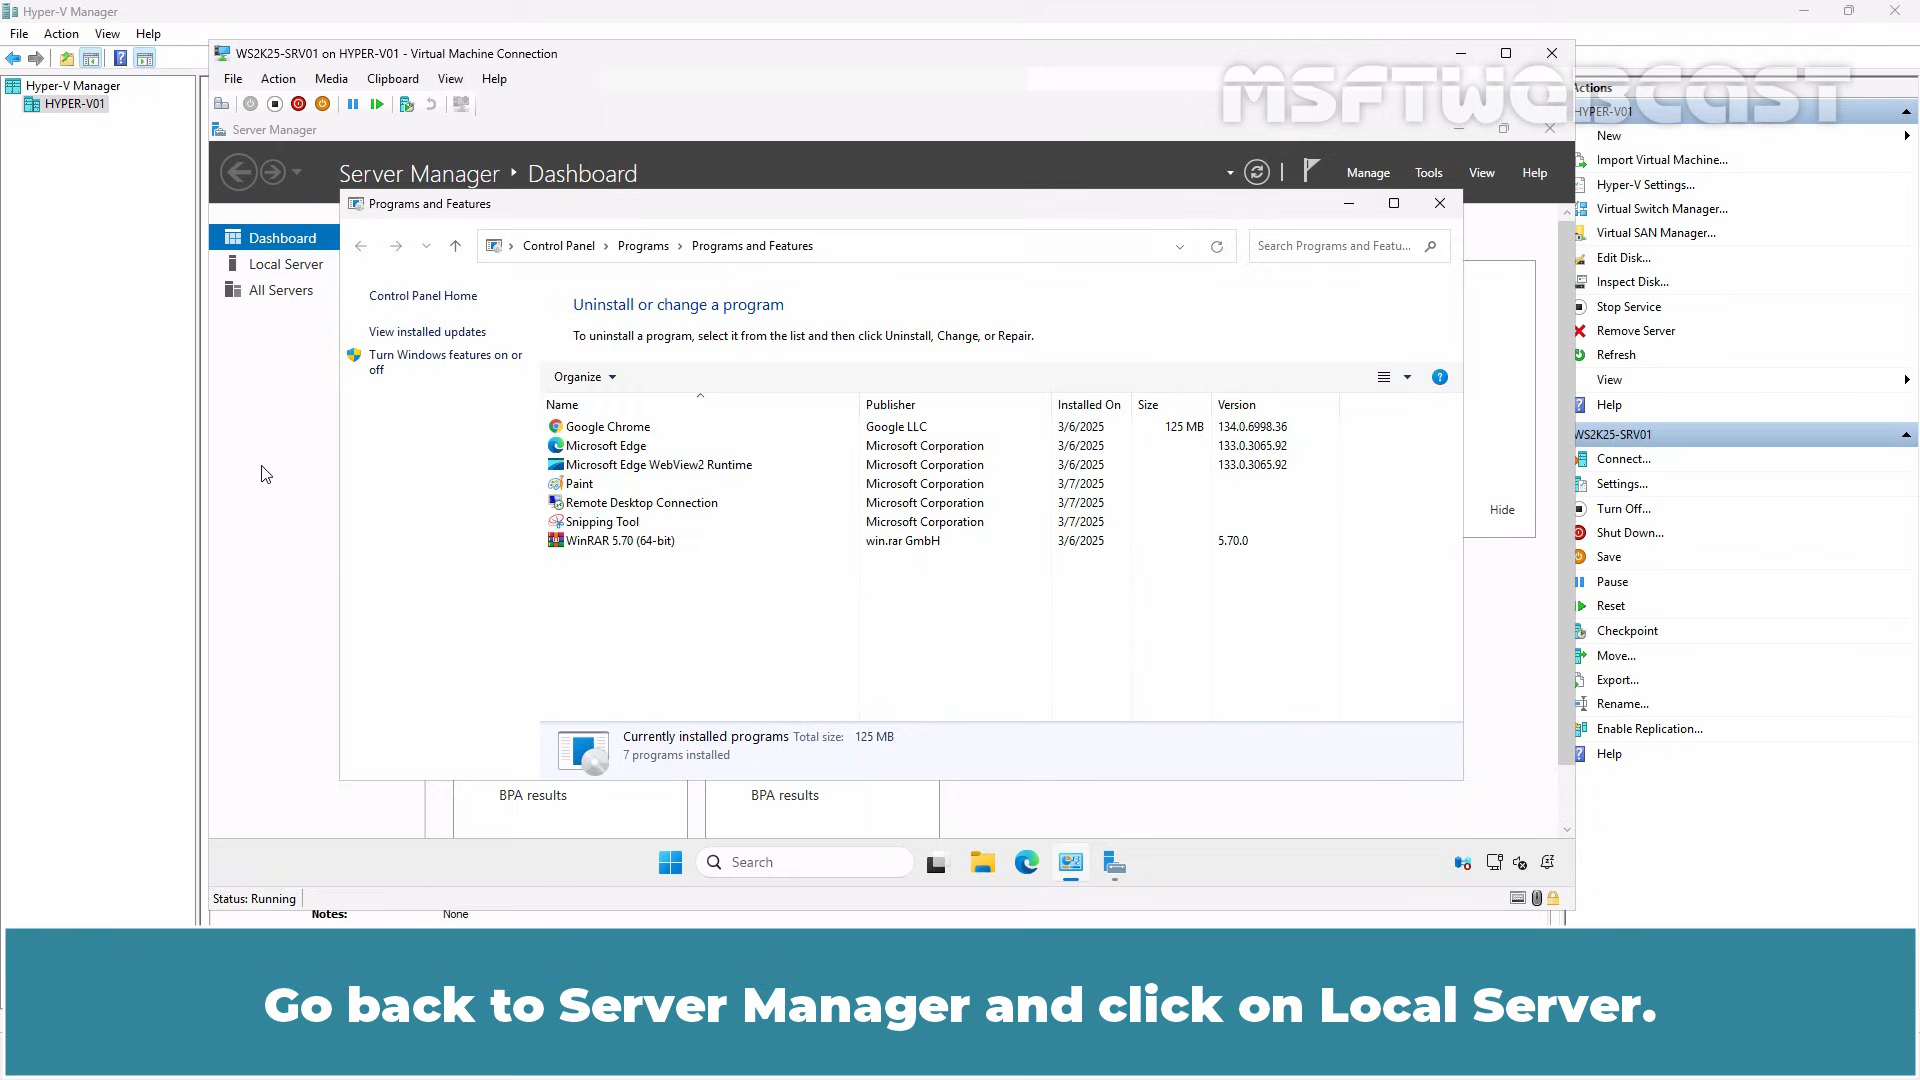 Hyper-V Manager
File Action View Help
Hyper-V Manager
HYPER-V01
WS2K25-SRV01 on HYPER-V01 - Virtual Machine Connection
File Action Media Clipboard View Help
MSFTWEBCAST
Server Manager
Server Manager Dashboard
Manage Tools View Help
Dashboard
Local Server
All Servers
Programs and Features
Control Panel Programs Programs and Features
Search Programs and Featu...
Control Panel Home
View installed updates
Turn Windows features on or
off
Uninstall or change a program
To uninstall a program, select it from the list and then click Uninstall, Change, or Repair.
Organize
Name Publisher Installed On Size Version
Google Chrome Google LLC 3/6/2025 125 MB 134.0.6998.36
Microsoft Edge Microsoft Corporation 3/6/2025 133.0.3065.92
Microsoft Edge WebView2 Runtime Microsoft Corporation 3/6/2025 133.0.3065.92
Paint Microsoft Corporation 3/7/2025
Remote Desktop Connection Microsoft Corporation 3/7/2025
Snipping Tool Microsoft Corporation 3/7/2025
WinRAR 5.70 (64-bit) win.rar GmbH 3/6/2025 5.70.0
Currently installed programs Total size: 125 MB
7 programs installed
Hide
BPA results
BPA results
Search
Status: Running
Notes: None
Actions
HYPER-V01
New
Import Virtual Machine...
Hyper-V Settings...
Virtual Switch Manager...
Virtual SAN Manager...
Edit Disk...
Inspect Disk...
Stop Service
Remove Server
Refresh
View
Help
WS2K25-SRV01
Connect...
Settings...
Turn Off...
Shut Down...
Save
Pause
Reset
Checkpoint
Move...
Export...
Rename...
Enable Replication...
Help
Go back to Server Manager and click on Local Server.